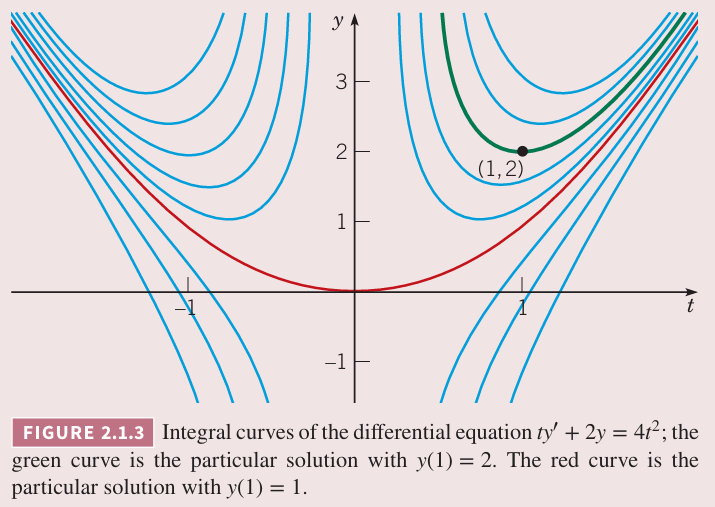 y
3
2
(1, 2)
1
−1
1
t
−1
FIGURE 2.1.3 Integral curves of the differential equation ty′ + 2y = 4t²; the
green curve is the particular solution with y(1) = 2. The red curve is the
particular solution with y(1) = 1.